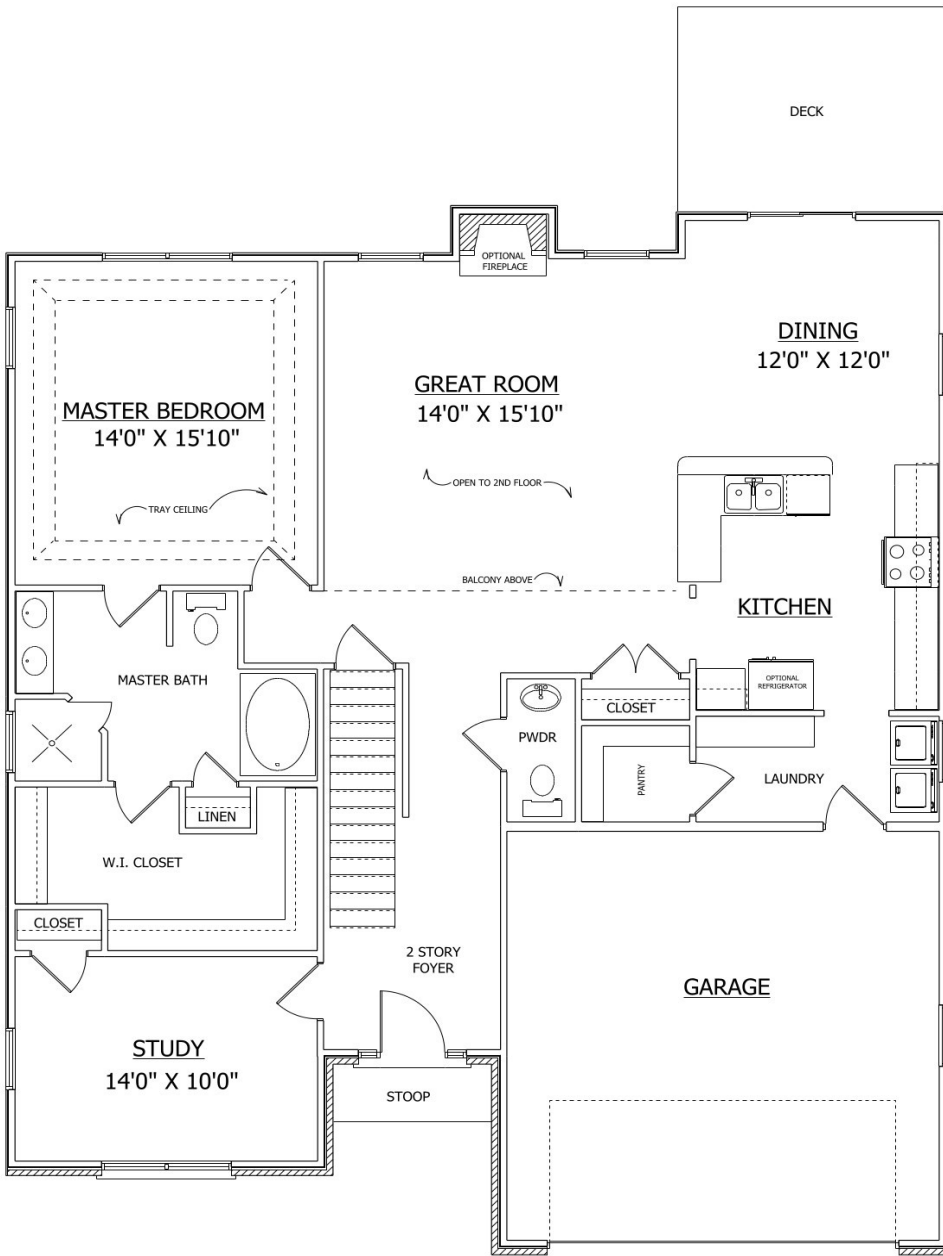 DECK
OPTIONAL
FIREPLACE
DINING
12'0" X 12'0"
GREAT ROOM
14'0" X 15'10"
MASTER BEDROOM
14'0" X 15'10"
OPEN TO 2ND FLOOR
TRAY CEILING
BALCONY ABOVE
KITCHEN
MASTER BATH
OPTIONAL
REFRIGERATOR
CLOSET
PWDR
PANTRY
LAUNDRY
LINEN
W.I. CLOSET
CLOSET
2 STORY
FOYER
GARAGE
STUDY
14'0" X 10'0"
STOOP